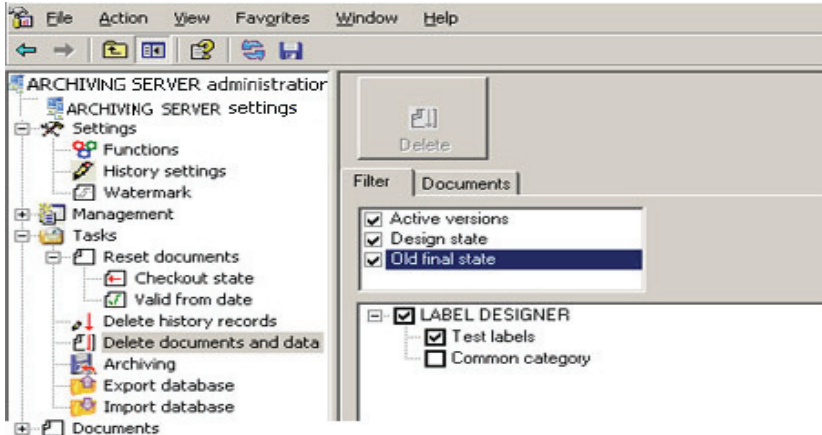 File Action View Favorites Window Help
ARCHIVING SERVER administration
ARCHIVING SERVER settings
Settings
Functions
History settings
Watermark
Management
Tasks
Reset documents
Checkout state
Valid from date
Delete history records
Delete documents and data
Archiving
Export database
Import database
Documents
Delete
Filter Documents
Active versions
Design state
Old final state
LABEL DESIGNER
Test labels
Common category